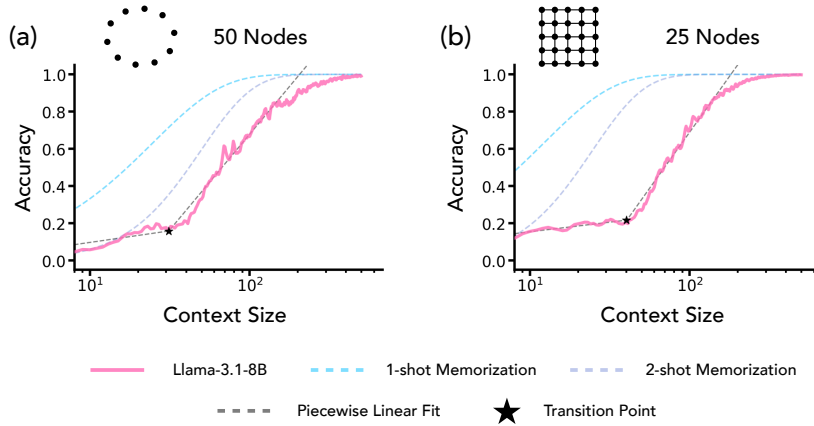 (a) 50 Nodes
1.0
0.8
0.6
0.4
0.2
0.0
Accuracy
10¹ 10²
Context Size
(b) 25 Nodes
1.0
0.8
0.6
0.4
0.2
0.0
Accuracy
10¹ 10²
Context Size
Llama-3.1-8B 1-shot Memorization 2-shot Memorization
Piecewise Linear Fit Transition Point